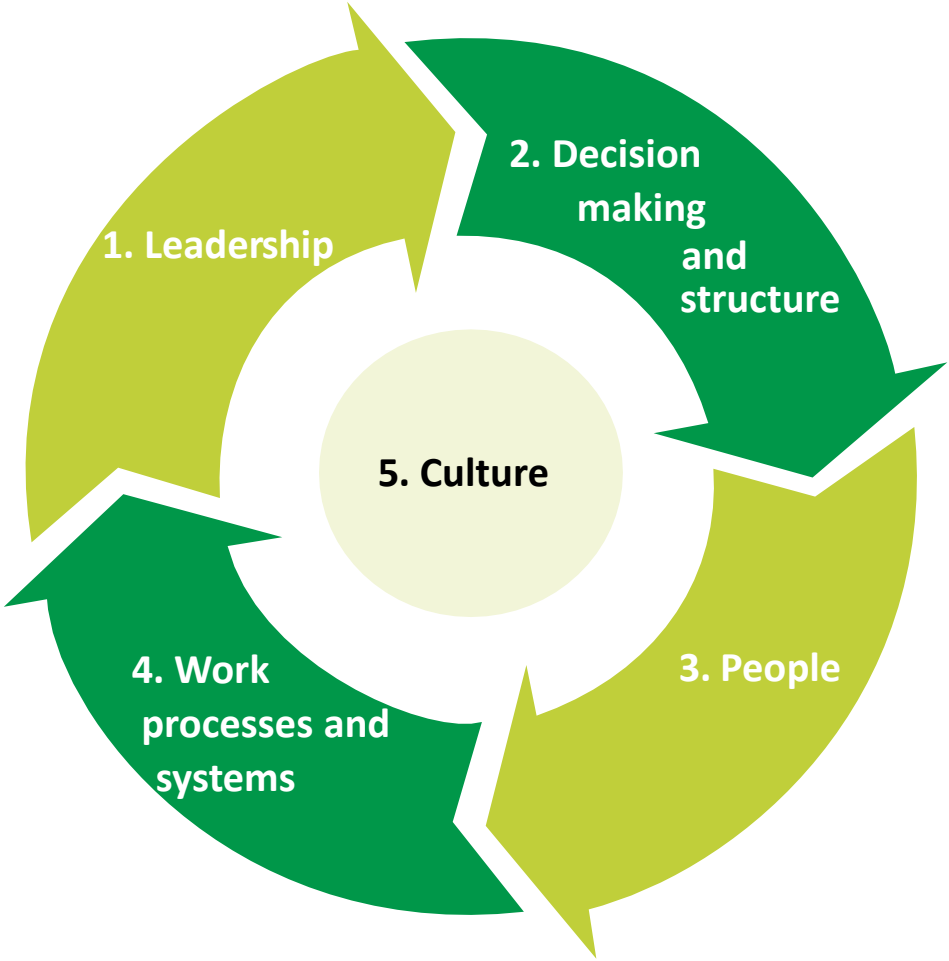 1. Leadership
2. Decision
making
and
structure
3. People
4. Work
processes and
systems
5. Culture